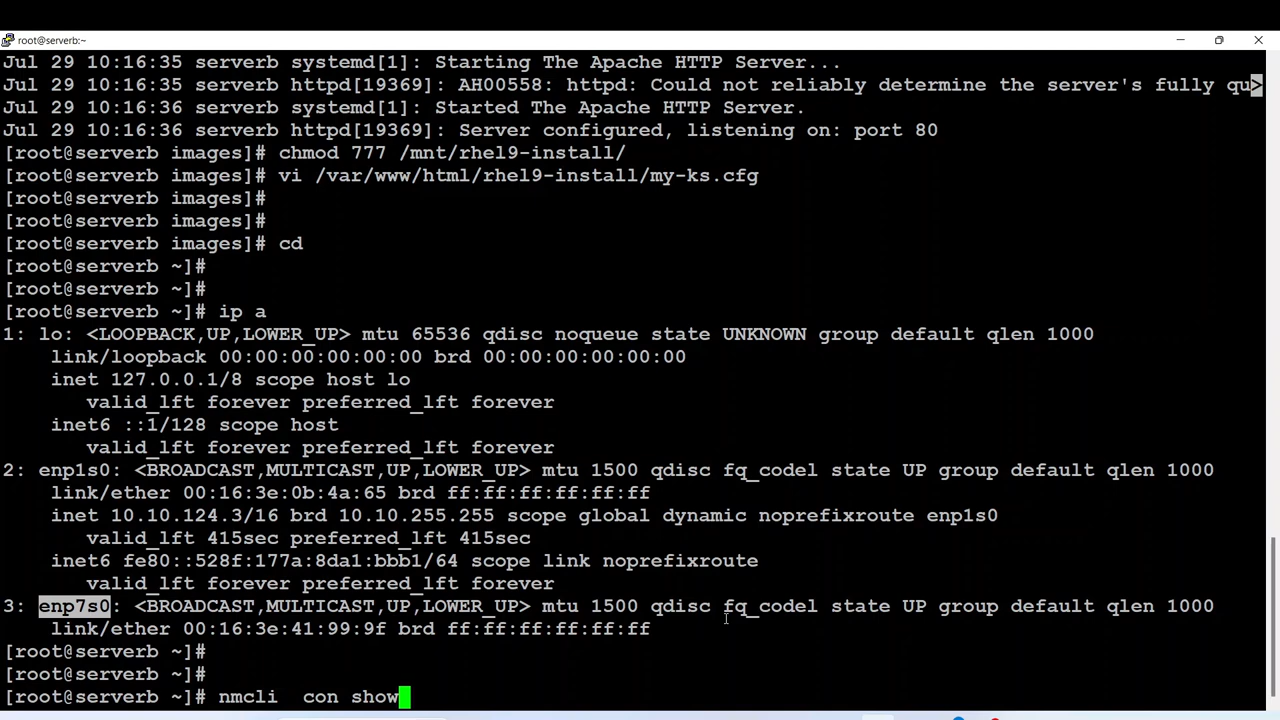 root@serverb:~
Jul 29 10:16:35 serverb systemd[1]: Starting The Apache HTTP Server...
Jul 29 10:16:35 serverb httpd[19369]: AH00558: httpd: Could not reliably determine the server's fully qu>
Jul 29 10:16:36 serverb systemd[1]: Started The Apache HTTP Server.
Jul 29 10:16:36 serverb httpd[19369]: Server configured, listening on: port 80
[root@serverb images]# chmod 777 /mnt/rhel9-install/
[root@serverb images]# vi /var/www/html/rhel9-install/my-ks.cfg
[root@serverb images]#
[root@serverb images]#
[root@serverb images]# cd
[root@serverb ~]#
[root@serverb ~]#
[root@serverb ~]# ip a
1: lo: <LOOPBACK,UP,LOWER_UP> mtu 65536 qdisc noqueue state UNKNOWN group default qlen 1000
    link/loopback 00:00:00:00:00:00 brd 00:00:00:00:00:00
    inet 127.0.0.1/8 scope host lo
       valid_lft forever preferred_lft forever
    inet6 ::1/128 scope host
       valid_lft forever preferred_lft forever
2: enp1s0: <BROADCAST,MULTICAST,UP,LOWER_UP> mtu 1500 qdisc fq_codel state UP group default qlen 1000
    link/ether 00:16:3e:0b:4a:65 brd ff:ff:ff:ff:ff:ff
    inet 10.10.124.3/16 brd 10.10.255.255 scope global dynamic noprefixroute enp1s0
       valid_lft 415sec preferred_lft 415sec
    inet6 fe80::528f:177a:8da1:bbb1/64 scope link noprefixroute
       valid_lft forever preferred_lft forever
3: enp7s0: <BROADCAST,MULTICAST,UP,LOWER_UP> mtu 1500 qdisc fq_codel state UP group default qlen 1000
    link/ether 00:16:3e:41:99:9f brd ff:ff:ff:ff:ff:ff
[root@serverb ~]#
[root@serverb ~]#
[root@serverb ~]# nmcli  con show